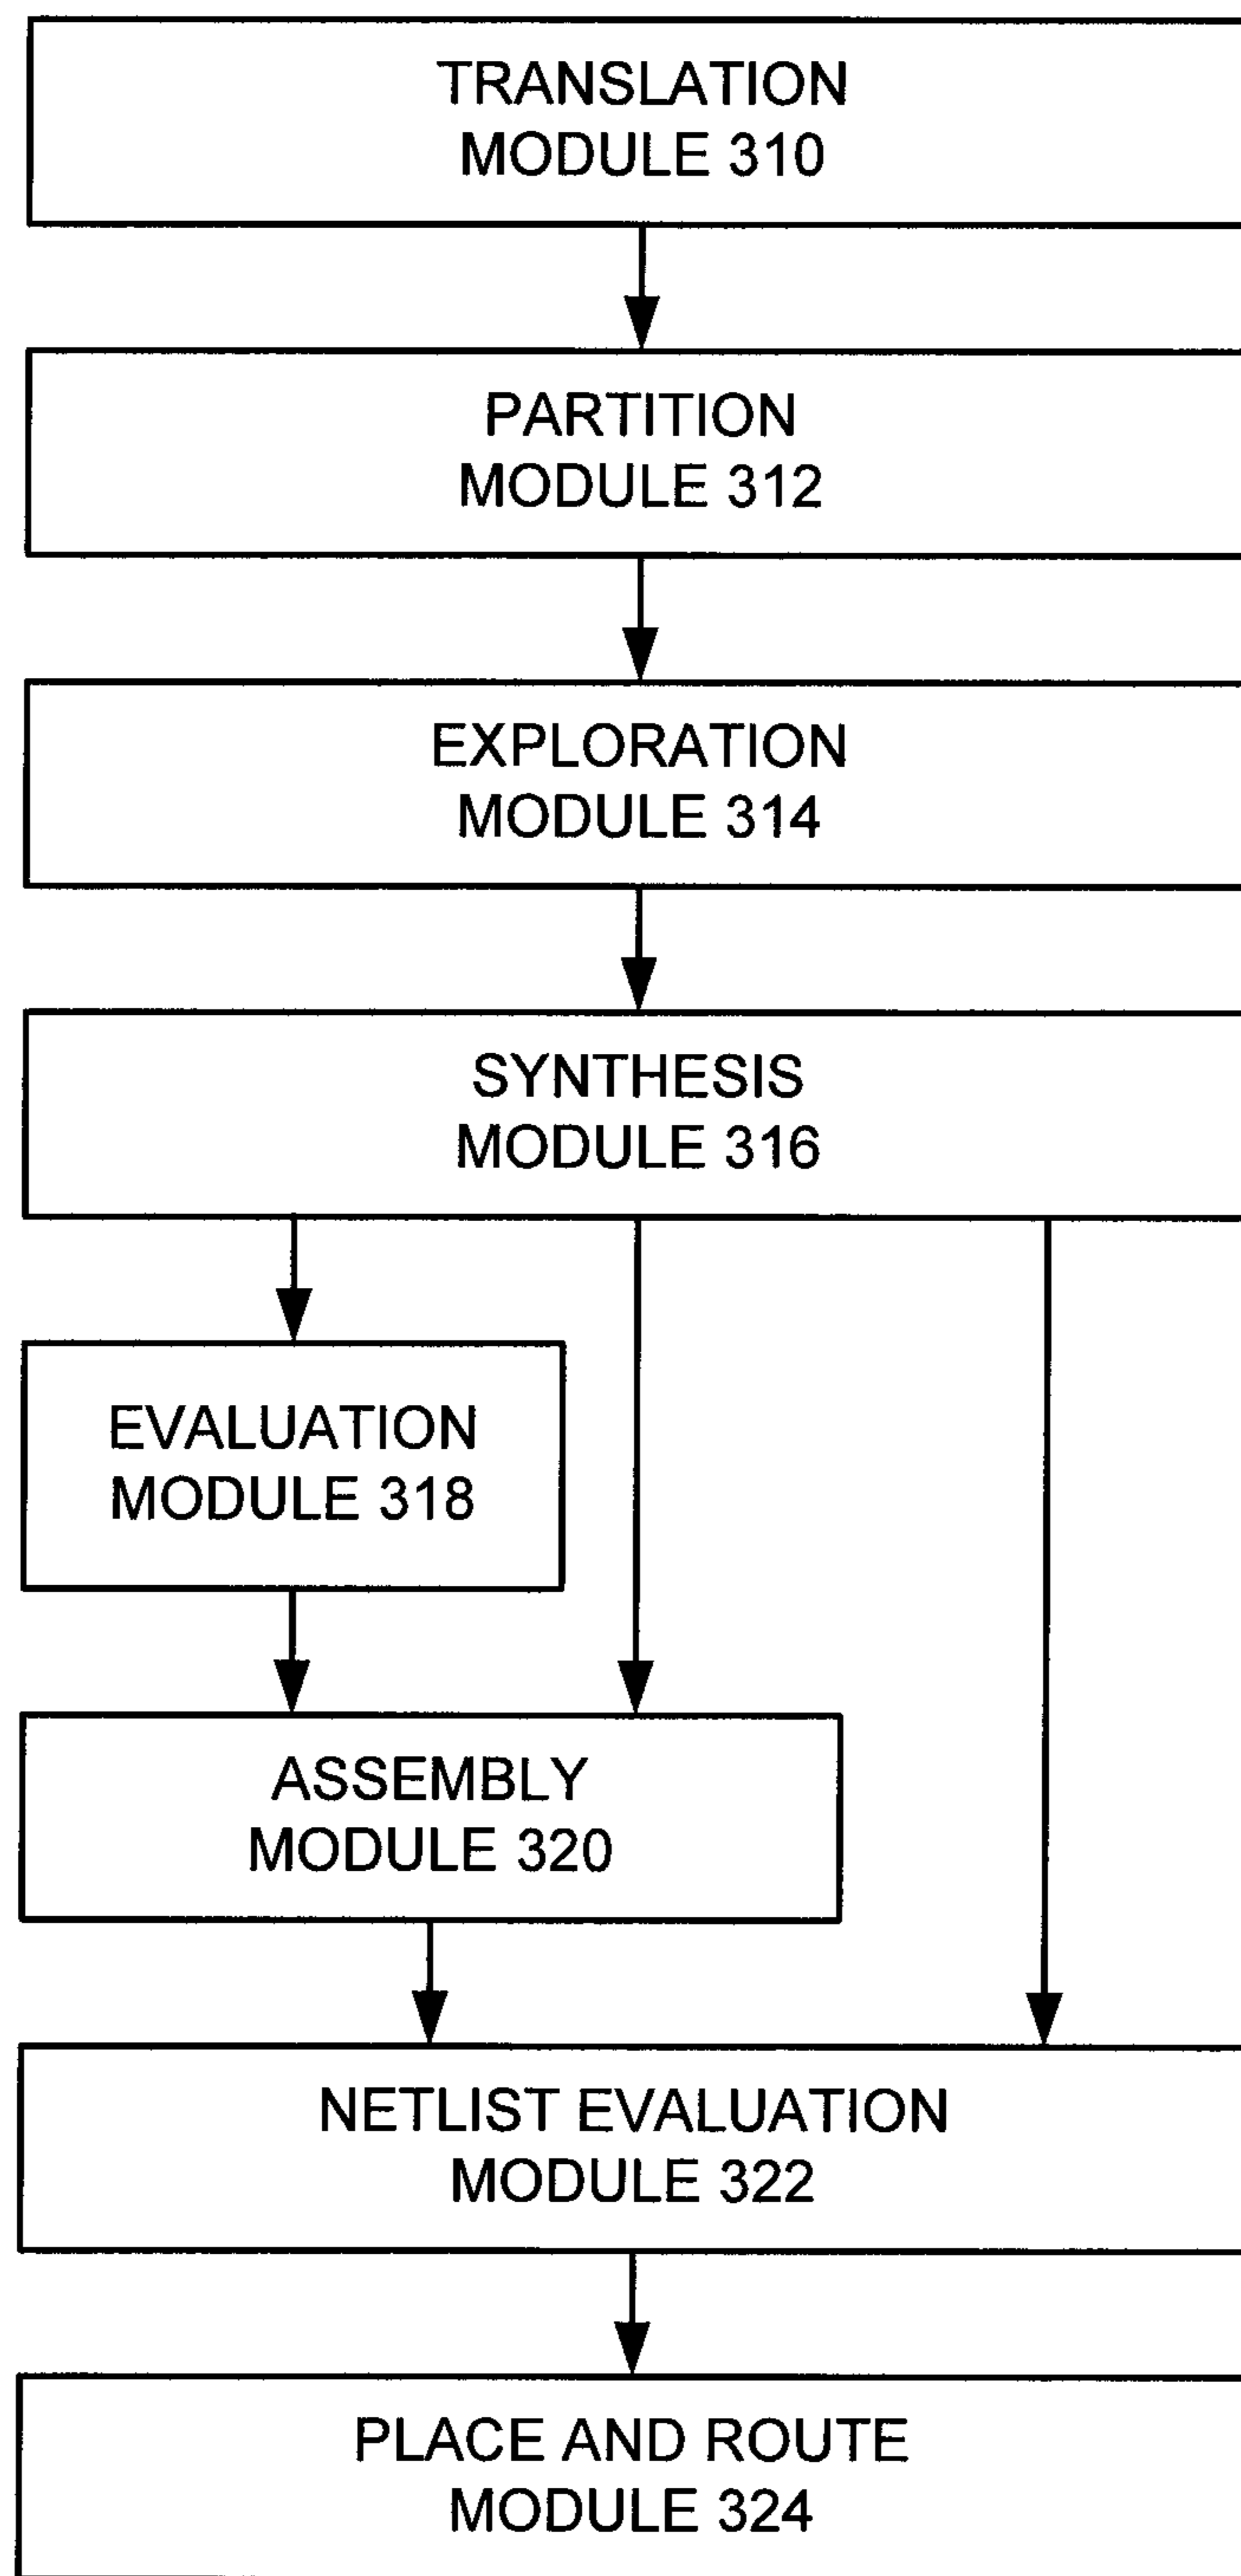 TRANSLATION
MODULE 310
PARTITION
MODULE 312
EXPLORATION
MODULE 314
SYNTHESIS
MODULE 316
EVALUATION
MODULE 318
ASSEMBLY
MODULE 320
NETLIST EVALUATION
MODULE 322
PLACE AND ROUTE
MODULE 324